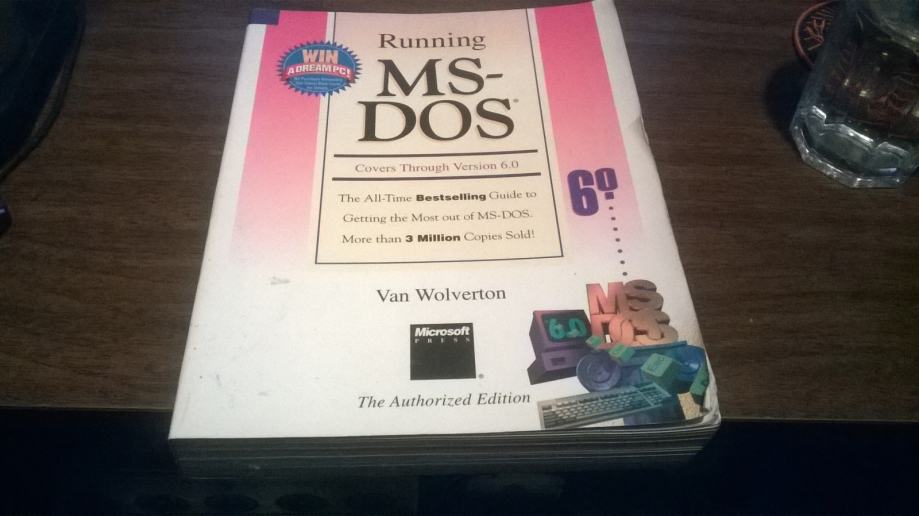 WIN
A DREAM PC!
Running
MS-
DOS®
Covers Through Version 6.0
The All-Time Bestselling Guide to
Getting the Most out of MS-DOS.
More than 3 Million Copies Sold!
6.0
Van Wolverton
MS
DOS
6.0
Microsoft
PRESS®
The Authorized Edition